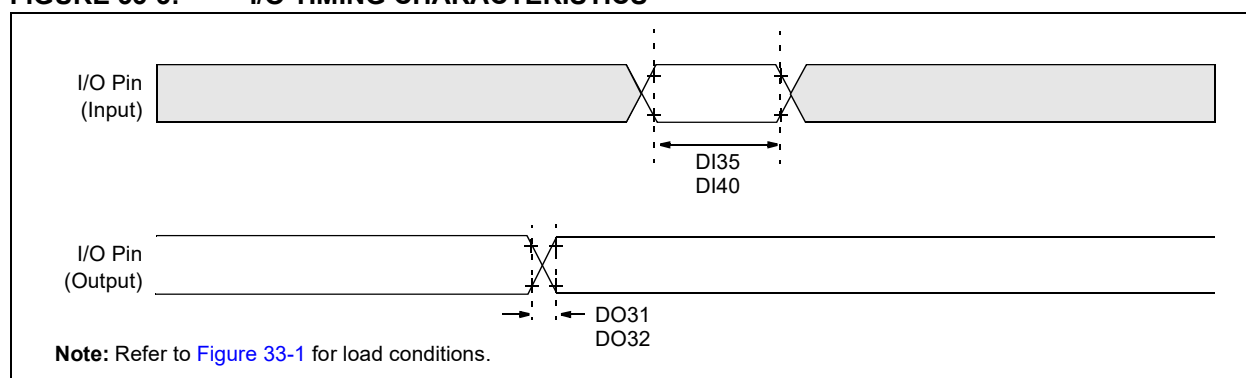 I/O Pin
(Input)
DI35
DI40
I/O Pin
(Output)
DO31
DO32
Note: Refer to Figure 33-1 for load conditions.